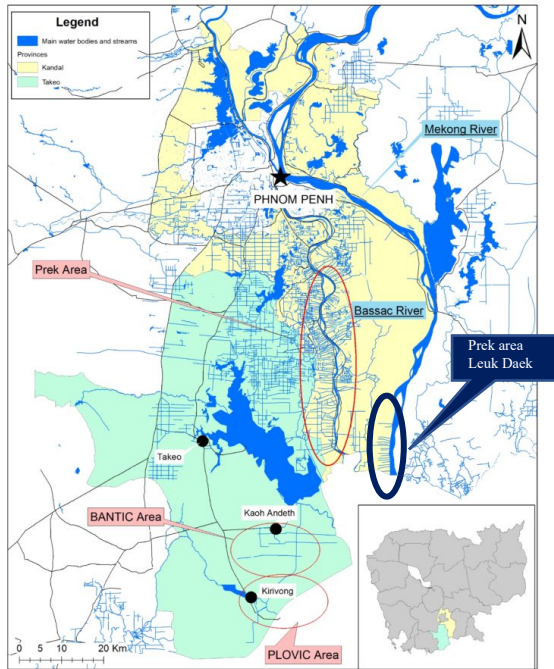 Legend
Main water bodies and streams
Provinces
Kandal
Takeo
N
Mekong River
PHNOM PENH
Prek Area
Bassac River
Prek area
Leuk Daek
Takeo
Kaoh Andeth
BANTIC Area
Kirivong
PLOVIC Area
0 5 10 20 Km